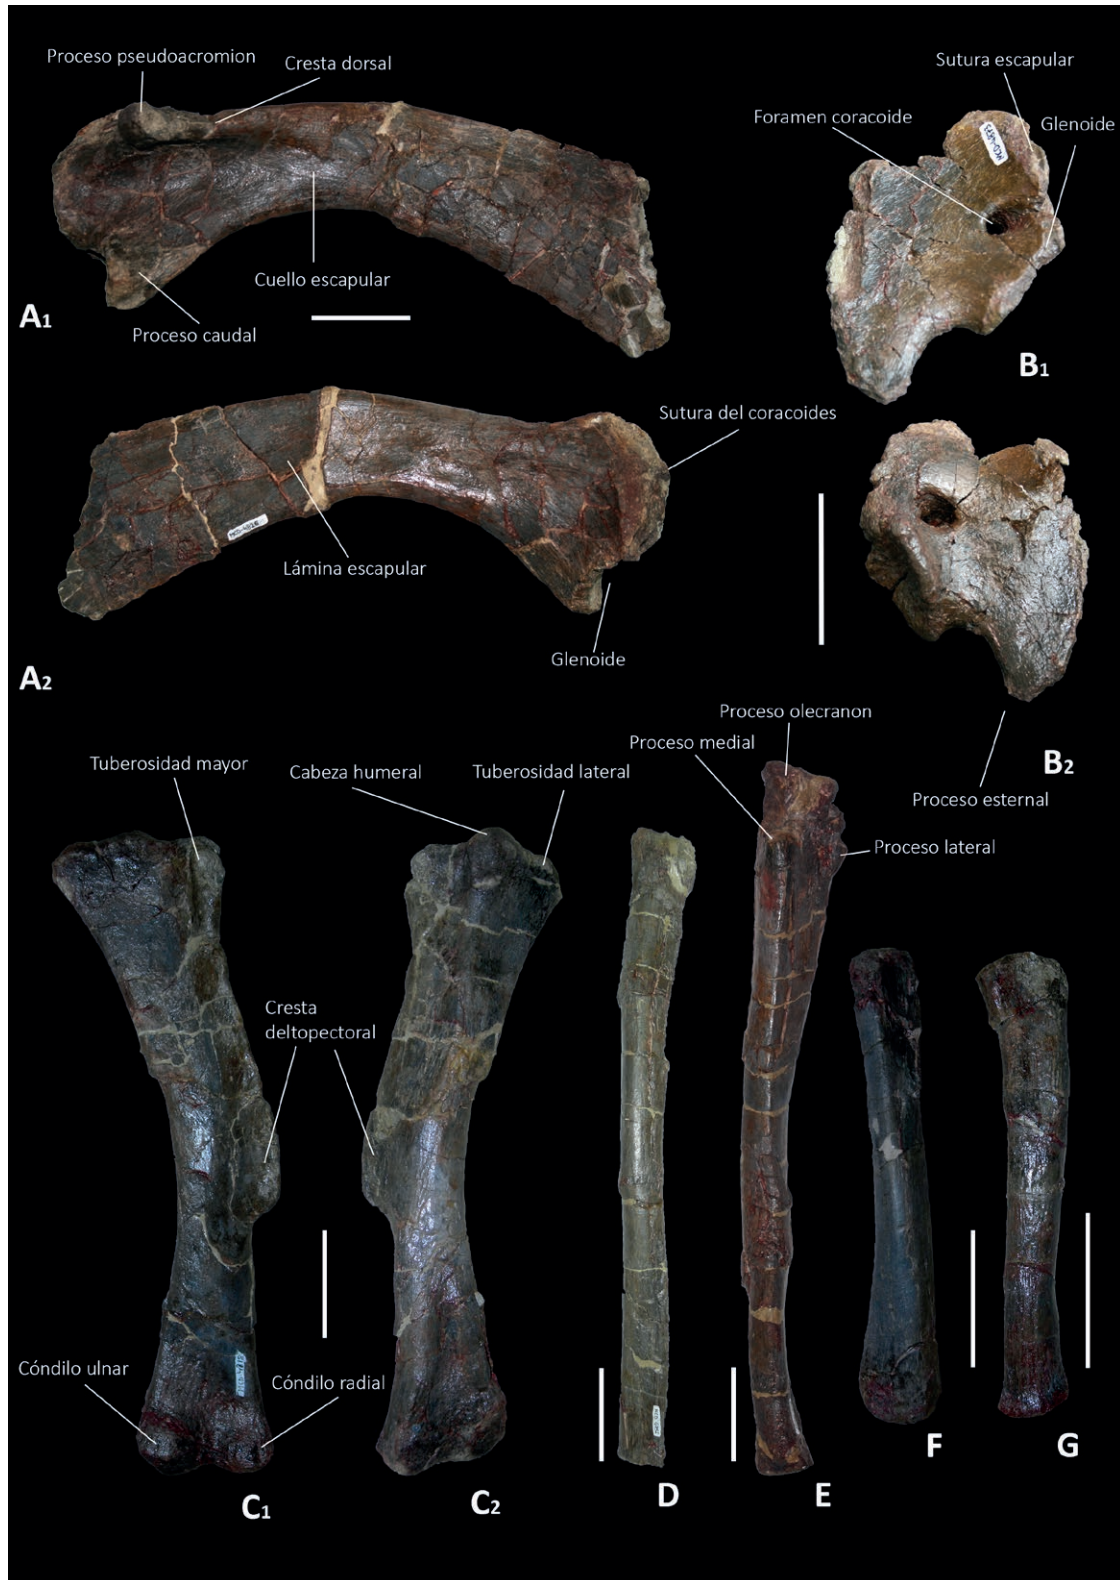 Proceso pseudoacromion
Cresta dorsal
Sutura escapular
Foramen coracoide
Glenoide
Cuello escapular
A1
Proceso caudal
B1
Sutura del coracoides
Lámina escapular
Glenoide
A2
Proceso olecranon
Proceso medial
B2
Tuberosidad mayor
Cabeza humeral
Tuberosidad lateral
Proceso esternal
Proceso lateral
Cresta
deltopectoral
Cóndilo ulnar
Cóndilo radial
F
G
D
E
C1
C2